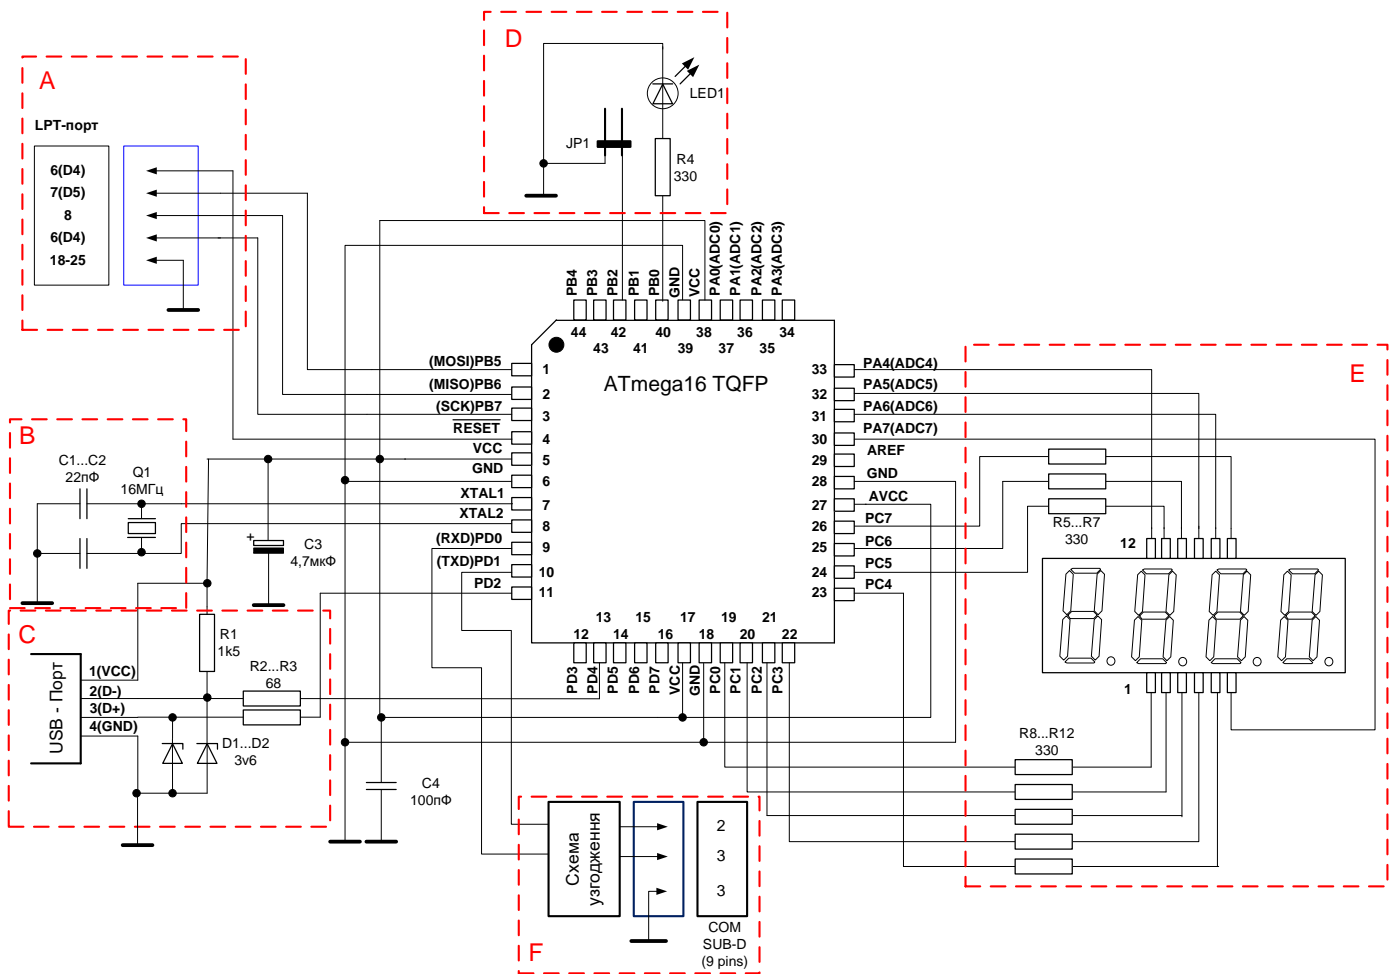 A
LPT-порт
6(D4)
7(D5)
8
6(D4)
18-25
D
LED1
JP1
R4
330
PB4
PB3
PB2
PB1
PB0
GND
VCC
PA0(ADC0)
PA1(ADC1)
PA2(ADC2)
PA3(ADC3)
44
43
42
41
40
39
38
37
36
35
34
ATmega16 TQFP
(MOSI)PB5
1
(MISO)PB6
2
(SCK)PB7
3
RESET
4
VCC
5
GND
6
XTAL1
7
XTAL2
8
(RXD)PD0
9
(TXD)PD1
10
PD2
11
33
PA4(ADC4)
32
PA5(ADC5)
31
PA6(ADC6)
30
PA7(ADC7)
29
AREF
28
GND
27
AVCC
26
PC7
25
PC6
24
PC5
23
PC4
12
13
14
15
16
17
18
19
20
21
22
PD3
PD4
PD5
PD6
PD7
VCC
GND
PC0
PC1
PC2
PC3
B
C1...C2
22пФ
Q1
16МГц
+
C3
4,7мкФ
C
USB - Порт
1(VCC)
2(D-)
3(D+)
4(GND)
R1
1k5
R2...R3
68
D1...D2
3v6
C4
100пФ
E
R5...R7
330
12
1
R8...R12
330
F
Схема
узгодження
2
3
3
COM
SUB-D
(9 pins)